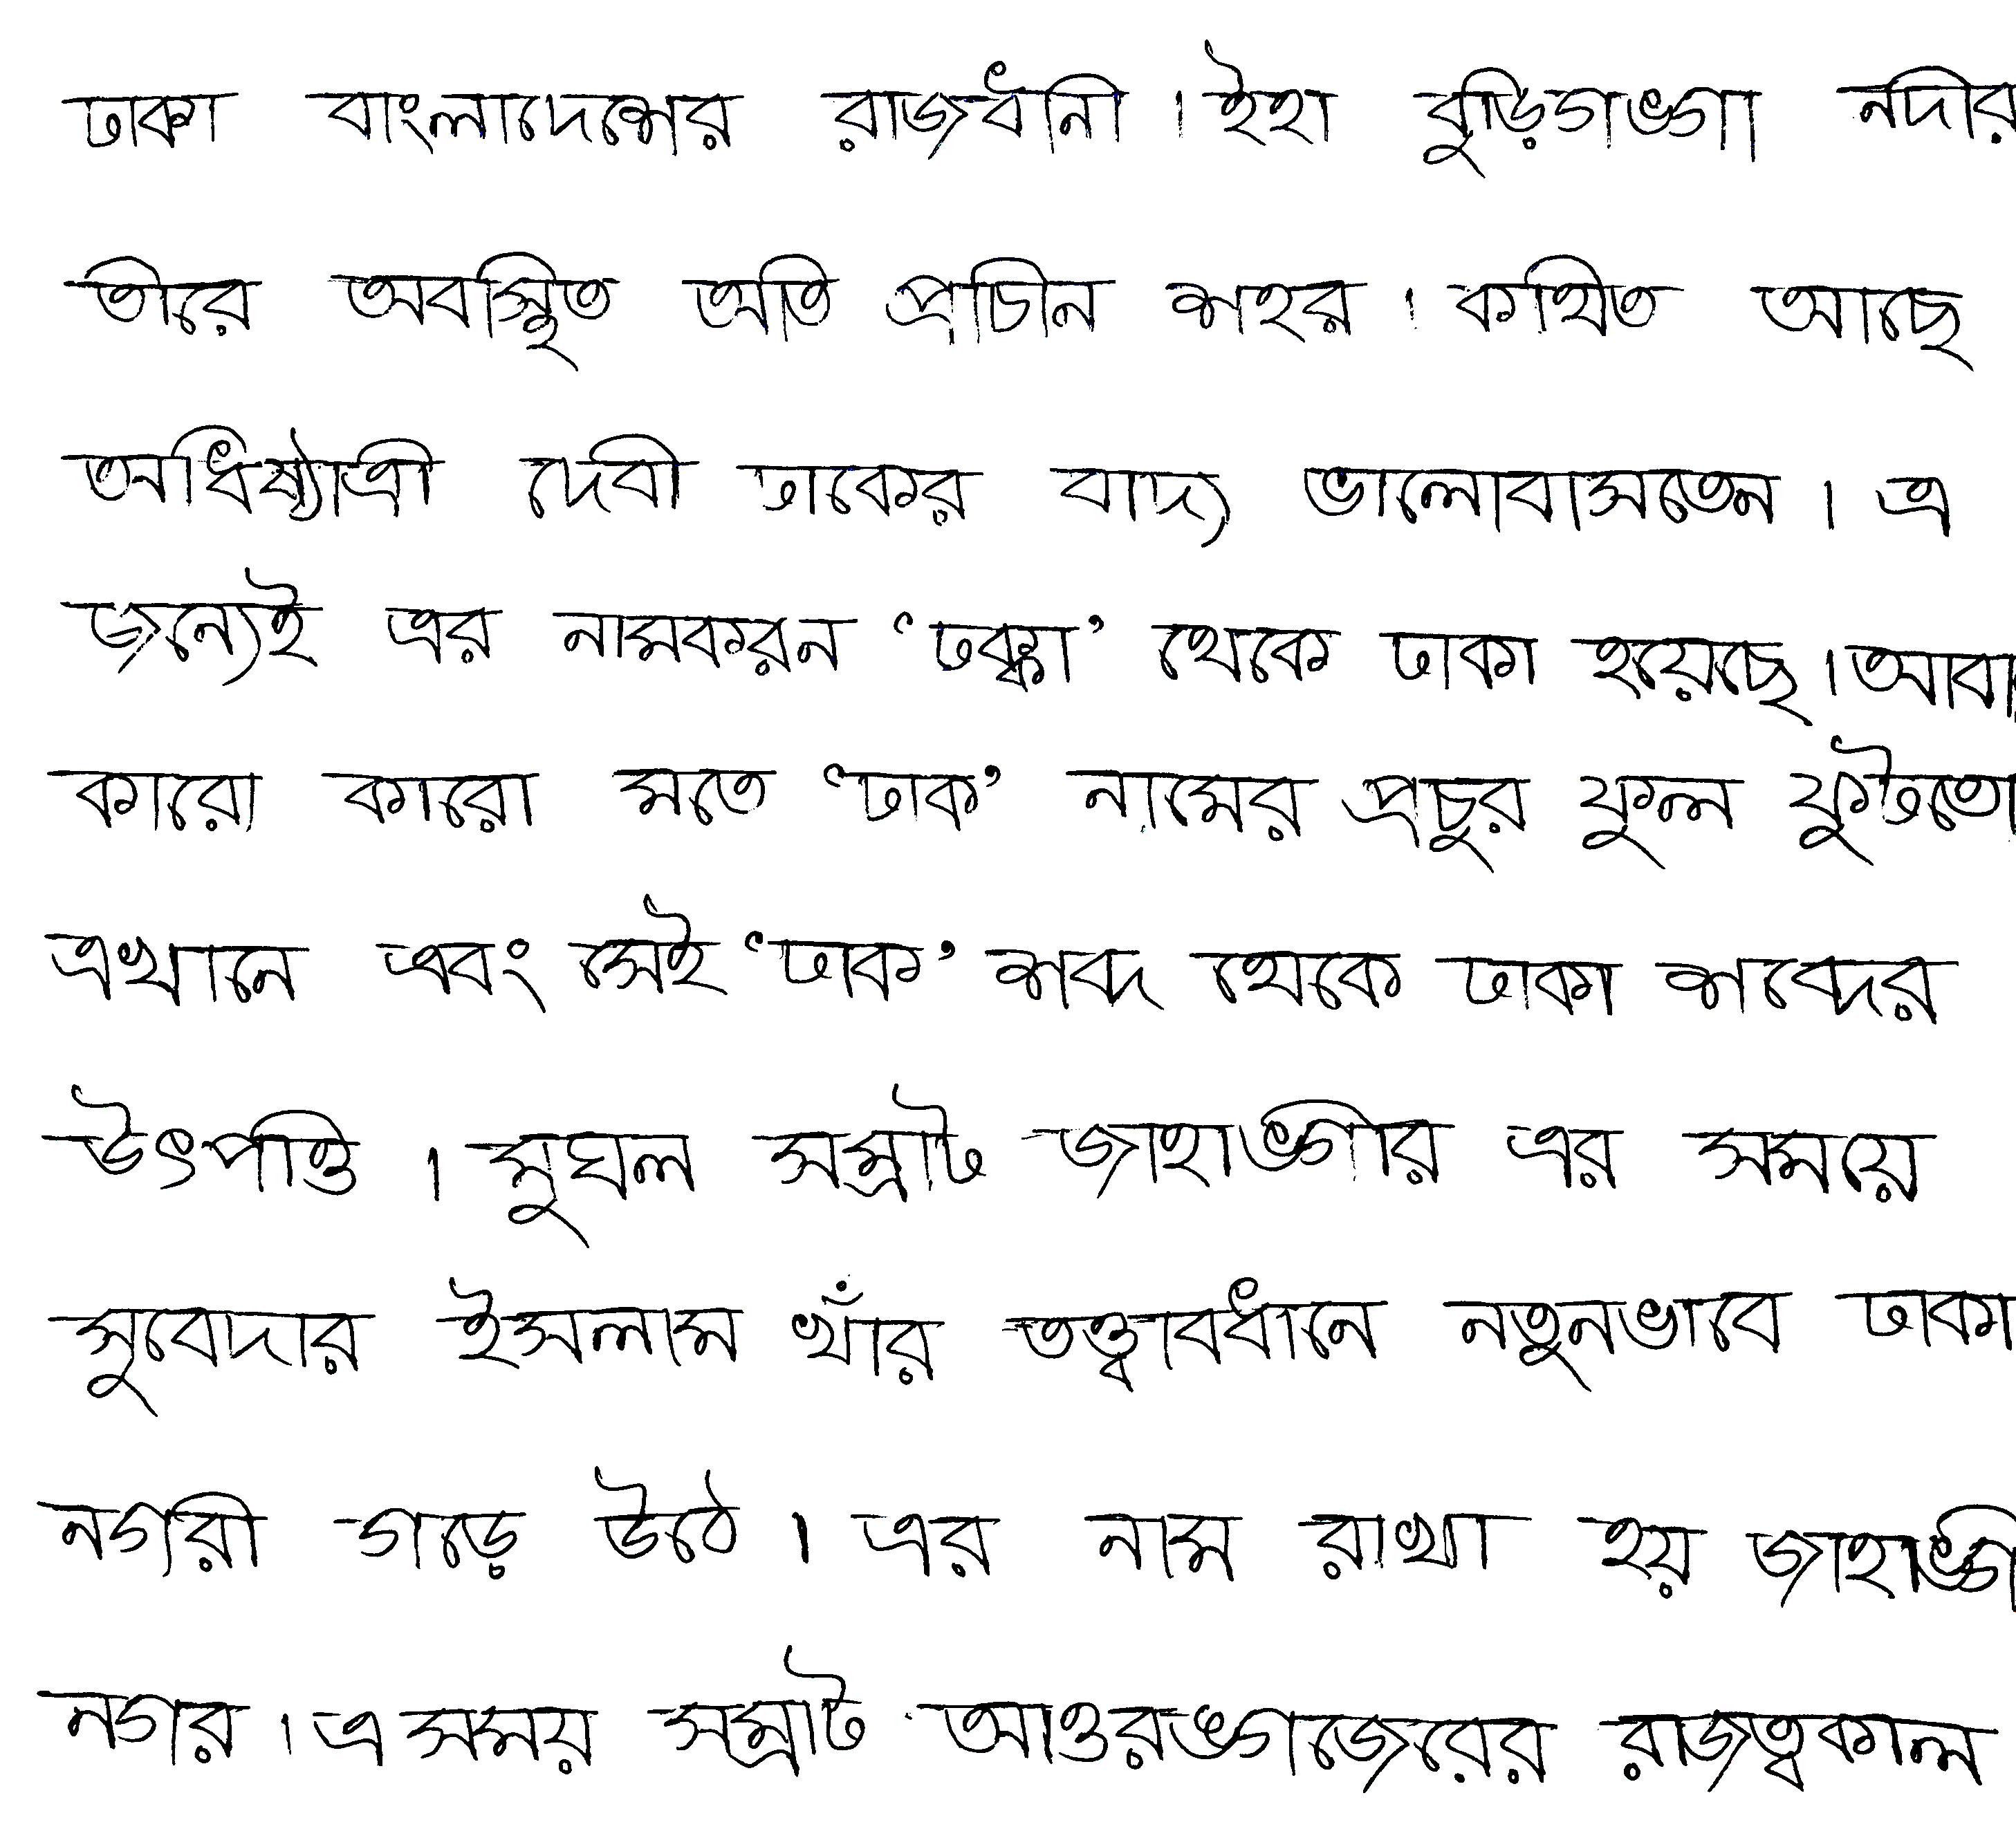 ঢাকা বাংলাদেশের রাজধানী। ইহা বুড়িগঙ্গা নদীর
তীরে অবস্থিত অতি প্রাচীন শহর। কথিত আছে
অধিষ্ঠাত্রী দেবী ঢাকের বাদ্য ভালোবাসতেন। এ
জন্যেই এর নামকরন ‘ঢক্কা’ থেকে ঢাকা হয়েছে। আবা
কারো কারো মতে ‘ঢাক’ নামের প্রচুর ফুল ফুটতো
এখানে এবং সেই ‘ঢাক’ শব্দ থেকে ঢাকা শব্দের
উৎপত্তি। মুঘল সম্রাট জাহাঙ্গীর এর সময়ে
সুবেদার ইসলাম খাঁর তত্ত্বাবধানে নতুনভাবে ঢাকা
নগরী গড়ে উঠে। এর নাম রাখা হয় জাহাঙ্গী
নগর। এ সময় সম্রাট আওরঙ্গজেবের রাজত্বকাল